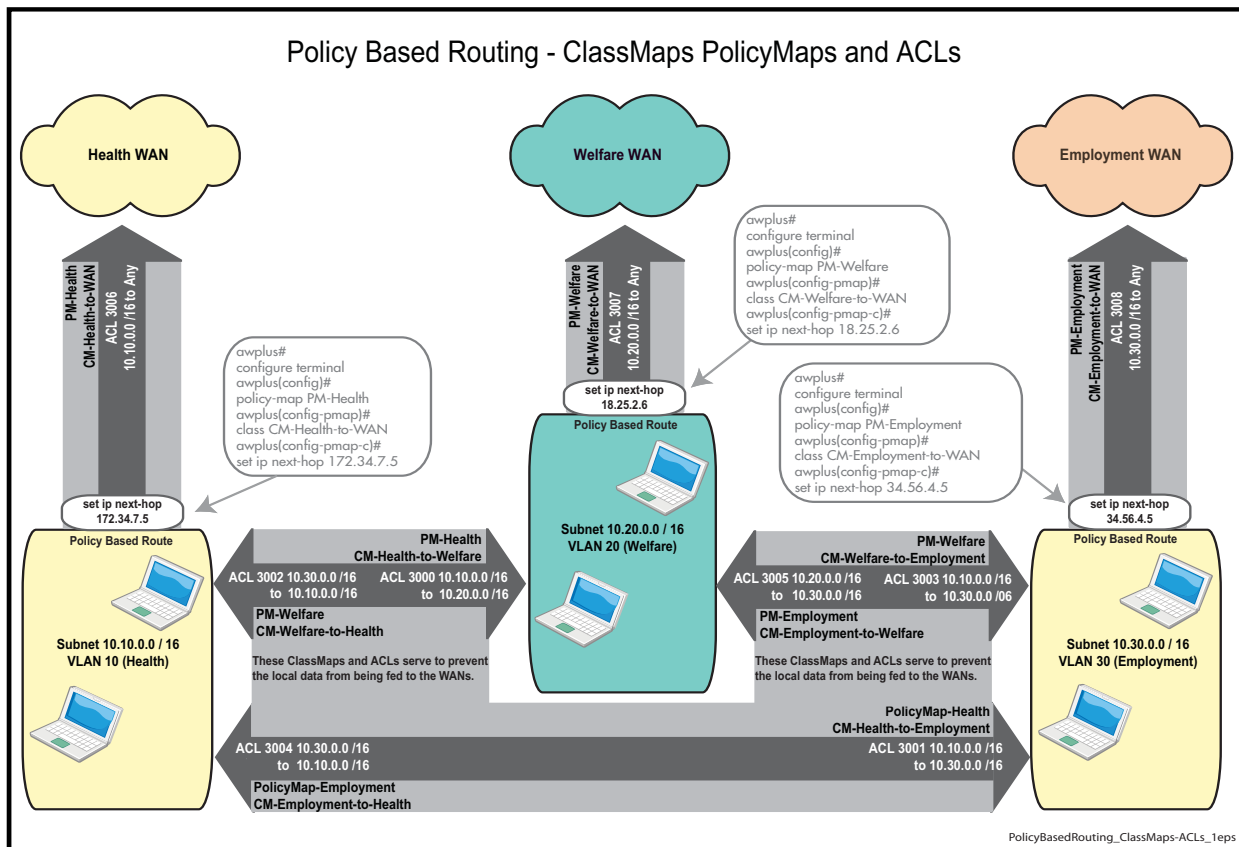 Policy Based Routing - ClassMaps PolicyMaps and ACLs
Health WAN
Welfare WAN
Employment WAN
PM-Health
CM-Health-to-WAN
ACL 3006
10.10.0.0 /16 to Any
awplus#
configure terminal
awplus(config)#
policy-map PM-Health
awplus(config-pmap)#
class CM-Health-to-WAN
awplus(config-pmap-c)#
set ip next-hop 172.34.7.5
PM-Welfare
CM-Welfare-to-WAN
ACL 3007
10.20.0.0 /16 to Any
awplus#
configure terminal
awplus(config)#
policy-map PM-Welfare
awplus(config-pmap)#
class CM-Welfare-to-WAN
awplus(config-pmap-c)#
set ip next-hop 18.25.2.6
PM-Employment
CM-Employment-to-WAN
ACL 3008
10.30.0.0 /16 to Any
awplus#
configure terminal
awplus(config)#
policy-map PM-Employment
awplus(config-pmap)#
class CM-Employment-to-WAN
awplus(config-pmap-c)#
set ip next-hop 34.56.4.5
set ip next-hop
172.34.7.5
Policy Based Route
Subnet 10.10.0.0 / 16
VLAN 10 (Health)
set ip next-hop
18.25.2.6
Policy Based Route
Subnet 10.20.0.0 / 16
VLAN 20 (Welfare)
set ip next-hop
34.56.4.5
Policy Based Route
Subnet 10.30.0.0 / 16
VLAN 30 (Employment)
PM-Health
CM-Health-to-Welfare
ACL 3002 10.30.0.0 /16
to 10.10.0.0 /16
ACL 3000 10.10.0.0 /16
to 10.20.0.0 /16
PM-Welfare
CM-Welfare-to-Health
These ClassMaps and ACLs serve to prevent
the local data from being fed to the WANs.
PM-Welfare
CM-Welfare-to-Employment
ACL 3005 10.20.0.0 /16
to 10.30.0.0 /16
ACL 3003 10.10.0.0 /16
to 10.30.0.0 /06
PM-Employment
CM-Employment-to-Welfare
These ClassMaps and ACLs serve to prevent
the local data from being fed to the WANs.
PolicyMap-Health
CM-Health-to-Employment
ACL 3004 10.30.0.0 /16
to 10.10.0.0 /16
ACL 3001 10.10.0.0 /16
to 10.30.0.0 /16
PolicyMap-Employment
CM-Employment-to-Health
PolicyBasedRouting_ClassMaps-ACLs_1eps